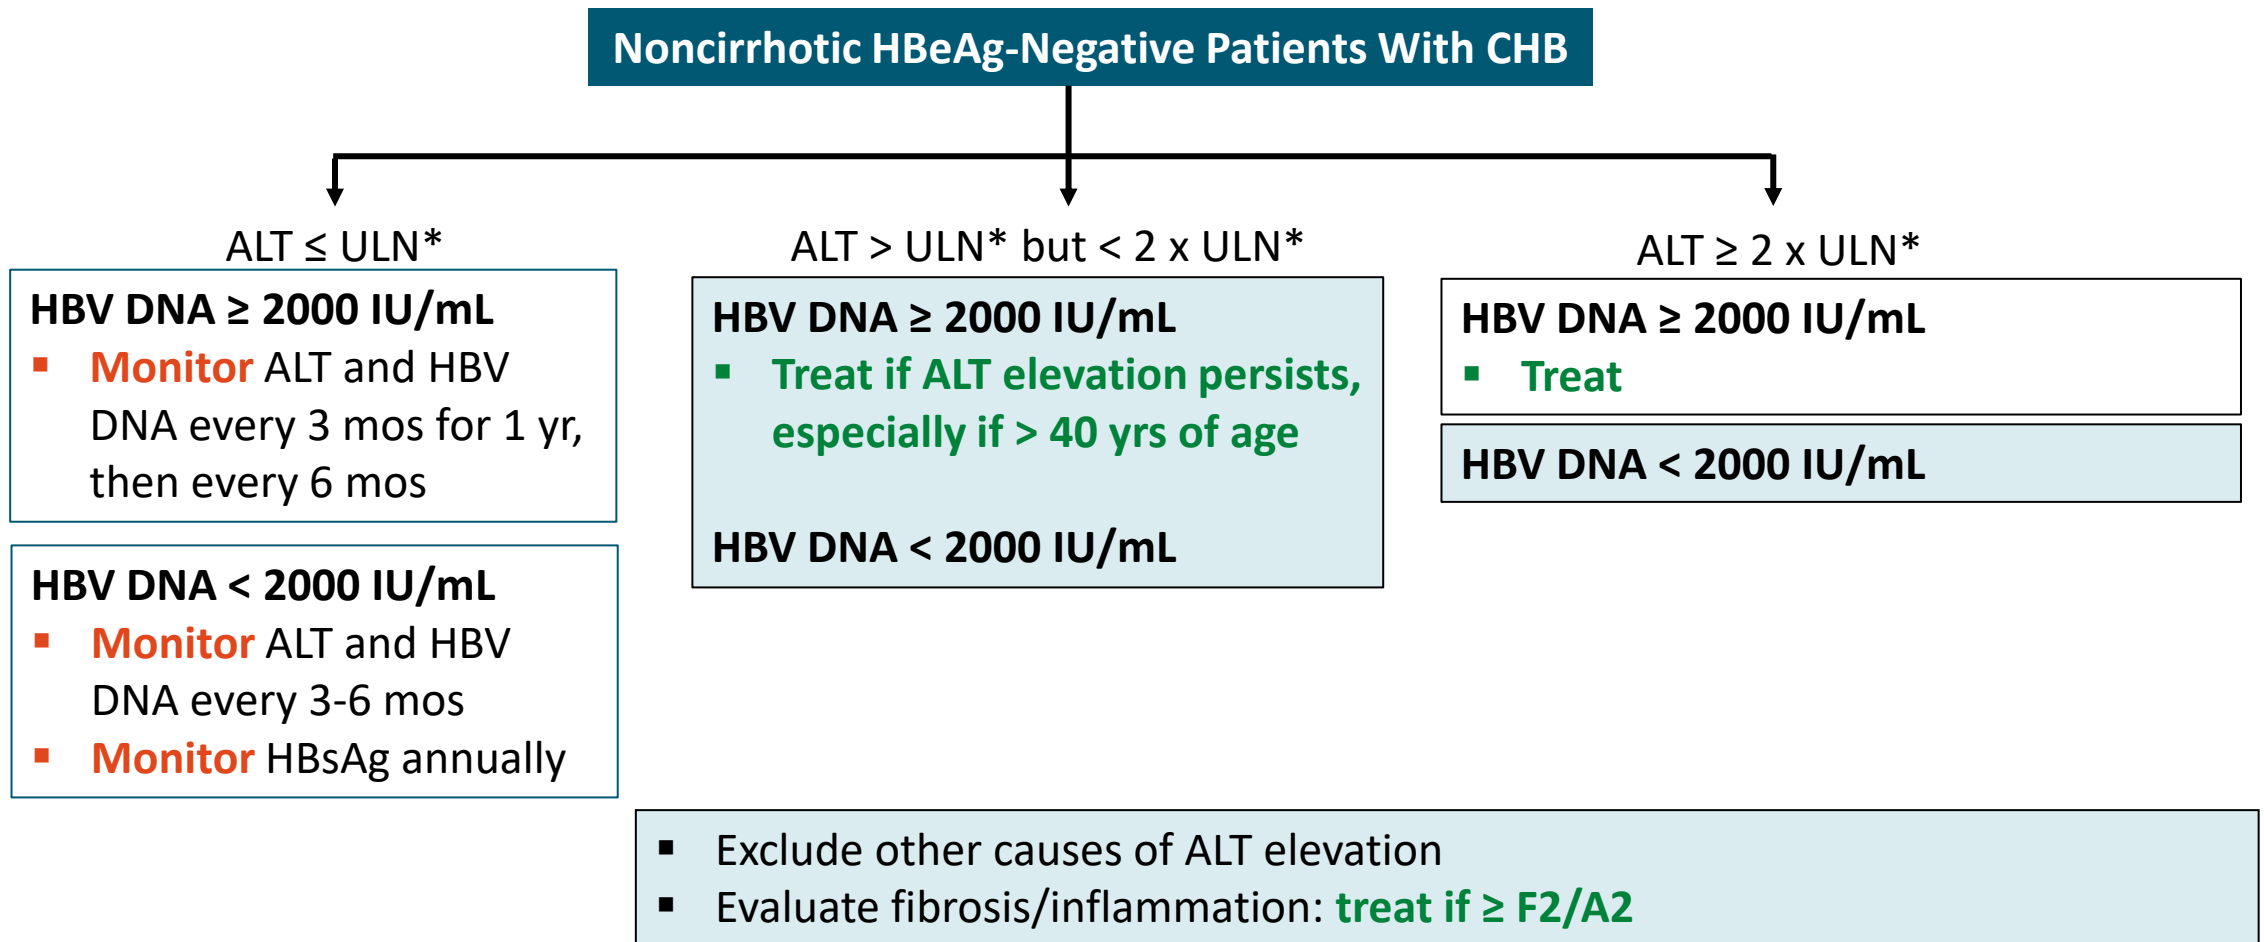 Noncirrhotic HBeAg-Negative Patients With CHB
ALT ≤ ULN*
HBV DNA ≥ 2000 IU/mL
▪ Monitor ALT and HBV
DNA every 3 mos for 1 yr,
then every 6 mos
HBV DNA < 2000 IU/mL
▪ Monitor ALT and HBV
DNA every 3-6 mos
▪ Monitor HBsAg annually
ALT > ULN* but < 2 x ULN*
HBV DNA ≥ 2000 IU/mL
▪ Treat if ALT elevation persists,
especially if > 40 yrs of age
HBV DNA < 2000 IU/mL
ALT ≥ 2 x ULN*
HBV DNA ≥ 2000 IU/mL
▪ Treat
HBV DNA < 2000 IU/mL
▪ Exclude other causes of ALT elevation
▪ Evaluate fibrosis/inflammation: treat if ≥ F2/A2